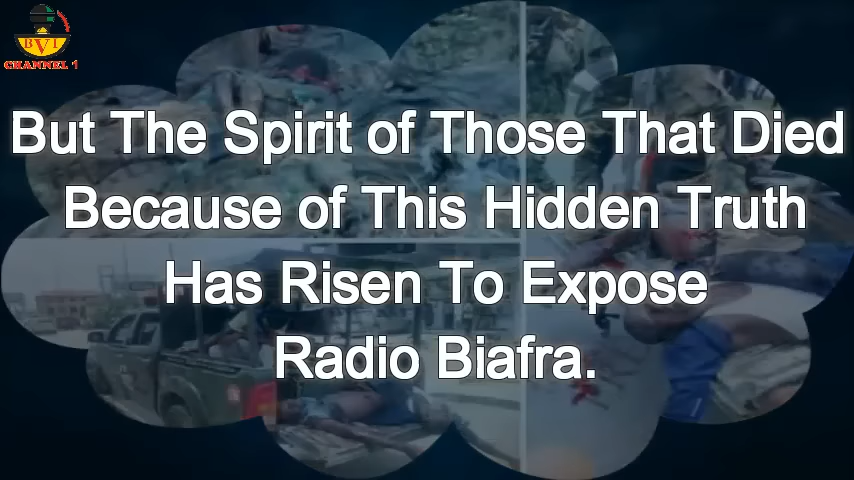 BVI
CHANNEL 1
But The Spirit of Those That Died
Because of This Hidden Truth
Has Risen To Expose
Radio Biafra.